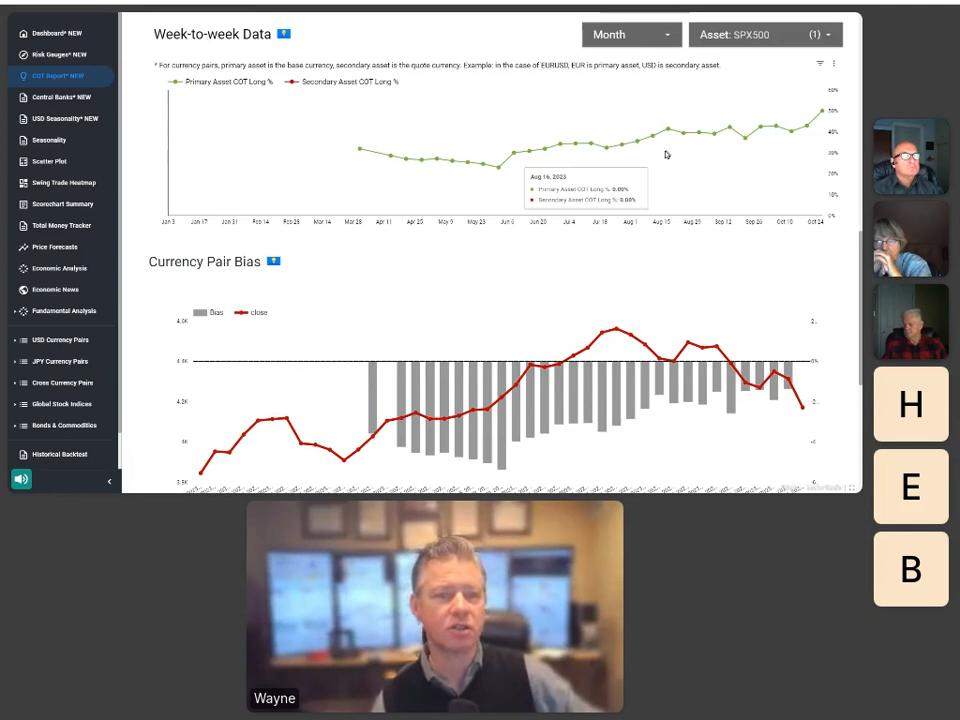 Dashboard* NEW
Risk Gauges* NEW
COT Report* NEW
Central Banks* NEW
USD Seasonality* NEW
Seasonality
Scatter Plot
Swing Trade Heatmap
Scorechart Summary
Total Money Tracker
Price Forecasts
Economic Analysis
Economic News
Fundamental Analysis
USD Currency Pairs
JPY Currency Pairs
Cross Currency Pairs
Global Stock Indices
Bonds & Commodities
Historical Backtest
Week-to-week Data
Month
Asset: SPX500 (1)
* For currency pairs, primary asset is the base currency, secondary asset is the quote currency. Example: in the case of EURUSD, EUR is primary asset, USD is secondary asset.
Primary Asset COT Long % Secondary Asset COT Long %
60%
50%
40%
30%
20%
10%
0%
Aug 16, 2023
Primary Asset COT Long %: 0.00%
Secondary Asset COT Long %: 0.00%
Jan 3 Jan 17 Jan 31 Feb 14 Feb 28 Mar 14 Mar 28 Apr 11 Apr 25 May 9 May 23 Jun 6 Jun 20 Jul 4 Jul 18 Aug 1 Aug 15 Aug 29 Sep 12 Sep 26 Oct 10 Oct 24
Currency Pair Bias
Bias close
4.2K
4K
0%
H
E
B
Wayne